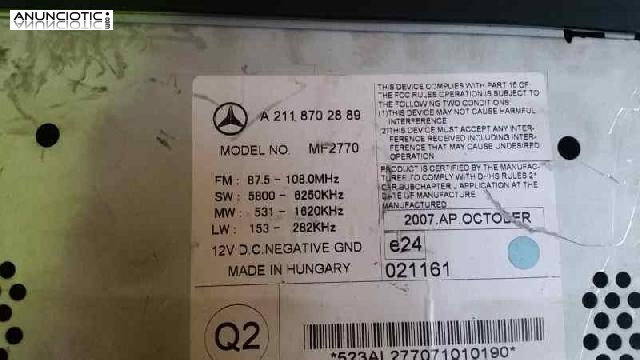 ANUNCIOTIC.es
A 211 870 28 89
MODEL NO. MF2770
FM : 87.5 - 108.0MHz
SW : 5800 - 6250KHz
MW : 531 - 1620KHz
LW : 153 - 282KHz
12V D.C.NEGATIVE GND
MADE IN HUNGARY
THIS DEVICE COMPLIES WITH PART 15 OF
THE FCC RULES OPERATION IS SUBJECT TO
THE FOLLOWING TWO CONDITIONS:
(1)THIS DEVICE MAY NOT CAUSE HARMFUL
INTERFERENCE
(2)THIS DEVICE MUST ACCEPT ANY INTER-
FERENCE RECEIVED INCLUDING INTER-
FERENCE THAT MAY CAUSE UNDESIRED
OPERATION
PRODUCT IS CERTIFIED BY THE MANUFAC-
TURER TO COMPLY WITH DHHS RULES 21
CFR SUBCHAPTER J APPLICATION AT THE
DATE OF MANUFACTURE
MANUFACTURED
2007.AP.OCTOBER
e24
021161
Q2
*523AL277071010190*